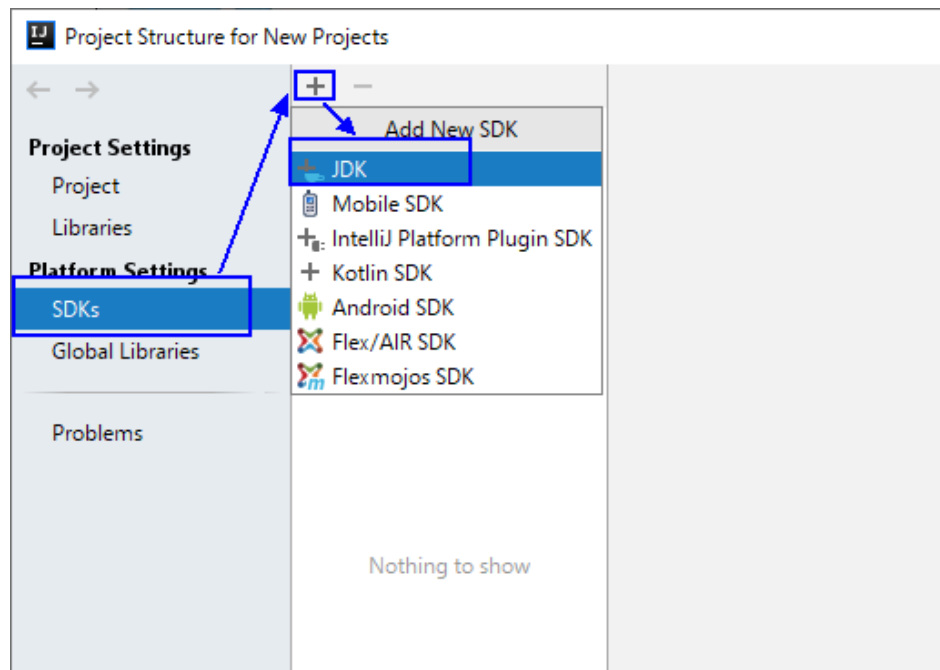 IJ
Project Structure for New Projects
Project Settings
Project
Libraries
Platform Settings
SDKs
Global Libraries
Problems
Add New SDK
JDK
Mobile SDK
IntelliJ Platform Plugin SDK
Kotlin SDK
Android SDK
Flex/AIR SDK
Flexmojos SDK
Nothing to show